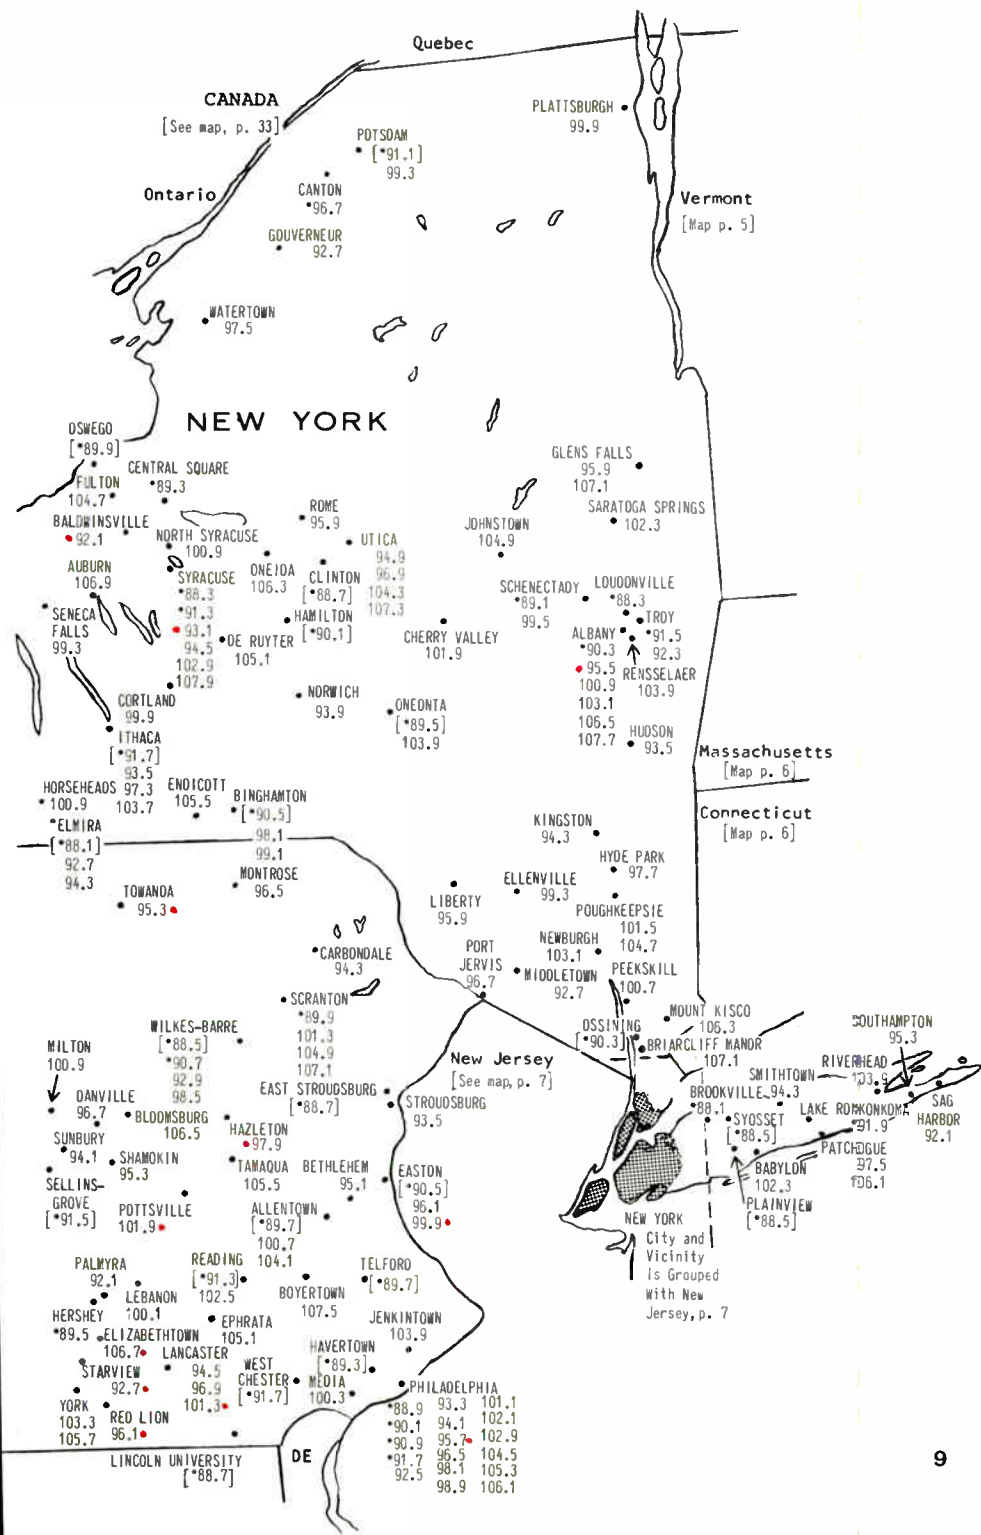 Quebec
CANADA
[See map, p. 33]
PLATTSBURGH
99.9
POTSDAM
[*91.1]
99.3
Ontario
CANTON
*96.7
Vermont
[Map p. 5]
GOUVERNEUR
92.7
WATERTOWN
97.5
NEW YORK
OSWEGO
[*89.9]
CENTRAL SQUARE
*89.3
FULTON
104.7
GLENS FALLS
95.9
107.1
ROME
95.9
SARATOGA SPRINGS
102.3
BALDWINSVILLE
92.1
NORTH SYRACUSE
100.9
JOHNSTOWN
104.9
UTICA
94.9
96.9
104.3
107.3
AUBURN
106.9
SYRACUSE
*88.3
*91.3
93.1
94.5
102.9
107.9
ONEIDA
106.3
CLINTON
[*88.7]
SCHENECTADY
*89.1
99.5
LOUDONVILLE
*88.3
SENECA
FALLS
99.3
HAMILTON
[*90.1]
TROY
*91.5
92.3
DE RUYTER
105.1
CHERRY VALLEY
101.9
ALBANY
*90.3
95.5
100.9
103.1
106.5
107.7
RENSSELAER
103.9
CORTLAND
99.9
NORWICH
93.9
ONEONTA
[*89.5]
103.9
HUDSON
93.5
ITHACA
[*91.7]
93.5
97.3
103.7
Massachusetts
[Map p. 6]
HORSEHEADS
100.9
ENDICOTT
105.5
BINGHAMTON
[*90.5]
98.1
99.1
Connecticut
[Map p. 6]
ELMIRA
[*88.1]
92.7
94.3
KINGSTON
94.3
HYDE PARK
97.7
MONTROSE
96.5
ELLENVILLE
99.3
TOWANDA
95.3
LIBERTY
95.9
POUGHKEEPSIE
101.5
104.7
CARBONDALE
94.3
PORT
JERVIS
96.7
NEWBURGH
103.1
MIDDLETOWN
92.7
PEEKSKILL
100.7
SCRANTON
*89.9
101.3
104.9
107.1
MOUNT KISCO
106.3
WILKES-BARRE
[*88.5]
*90.7
92.9
98.5
OSSINING
[*90.3]
BRIARCLIFF MANOR
107.1
SOUTHAMPTON
95.3
MILTON
100.9
New Jersey
[See map, p. 7]
RIVERHEAD
103.9
SMITHTOWN
94.3
EAST STROUDSBURG
[*88.7]
STROUDSBURG
93.5
BROOKVILLE
88.1
SAG
HARBOR
92.1
DANVILLE
96.7
BLOOMSBURG
106.5
HAZLETON
97.9
SYOSSET
[*88.5]
LAKE RONKONKOMA
91.9
SUNBURY
94.1
SHAMOKIN
95.3
PATCHOGUE
97.5
106.1
TAMAQUA
105.5
BETHLEHEM
95.1
EASTON
[*90.5]
96.1
99.9
BABYLON
102.3
SELLINS-
GROVE
[*91.5]
POTTSVILLE
101.9
ALLENTOWN
[*89.7]
100.7
104.1
PLAINVIEW
[*88.5]
NEW YORK
City and
Vicinity
Is Grouped
With New
Jersey, p. 7
PALMYRA
92.1
READING
[*91.3]
102.5
TELFORD
[*89.7]
LEBANON
100.1
BOYERTOWN
107.5
HERSHEY
*89.5
EPHRATA
105.1
JENKINTOWN
103.9
ELIZABETHTOWN
106.7
LANCASTER
94.5
96.9
101.3
HAVERTOWN
[*89.3]
STARVIEW
92.7
WEST
CHESTER
[*91.7]
MEDIA
100.3
YORK
103.3
105.7
RED LION
96.1
PHILADELPHIA
*88.9 93.3 101.1
*90.1 94.1 102.1
*90.9 95.7 102.9
*91.7 96.5 104.5
92.5 98.1 105.3
98.9 106.1
LINCOLN UNIVERSITY
[*88.7]
DE
9